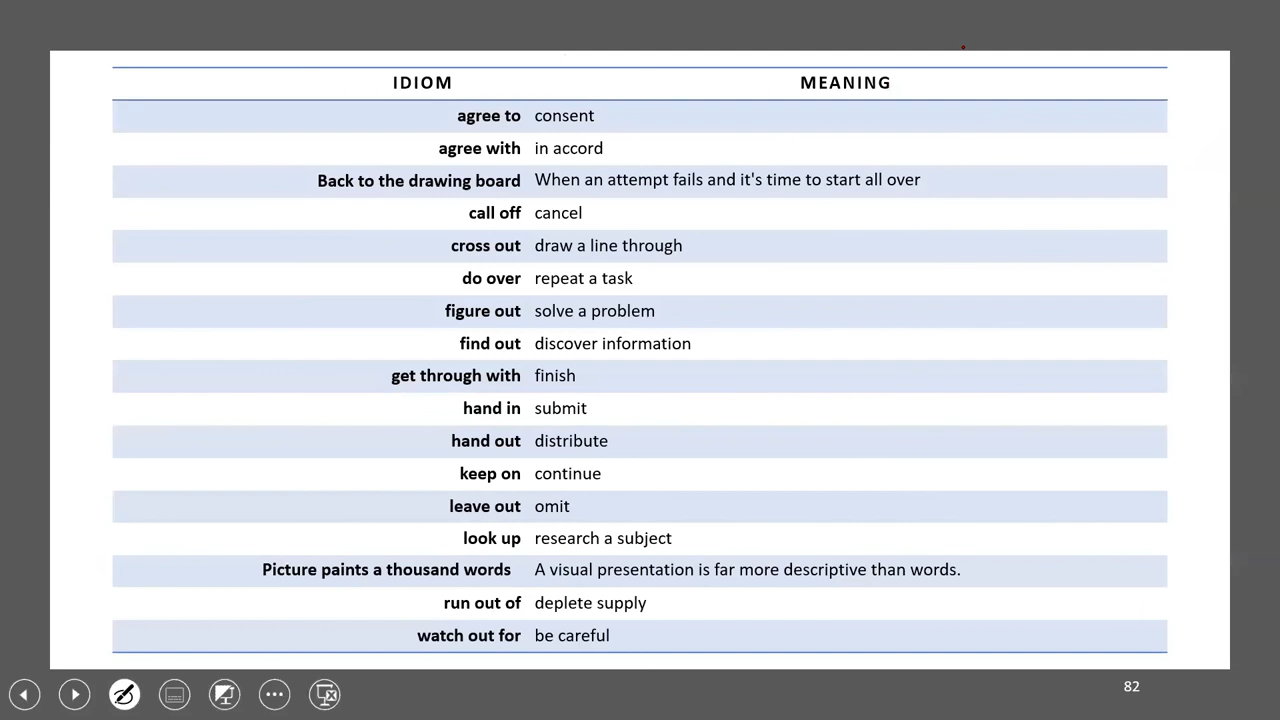 IDIOM MEANING
agree to consent
agree with in accord
Back to the drawing board When an attempt fails and it's time to start all over
call off cancel
cross out draw a line through
do over repeat a task
figure out solve a problem
find out discover information
get through with finish
hand in submit
hand out distribute
keep on continue
leave out omit
look up research a subject
Picture paints a thousand words A visual presentation is far more descriptive than words.
run out of deplete supply
watch out for be careful
82